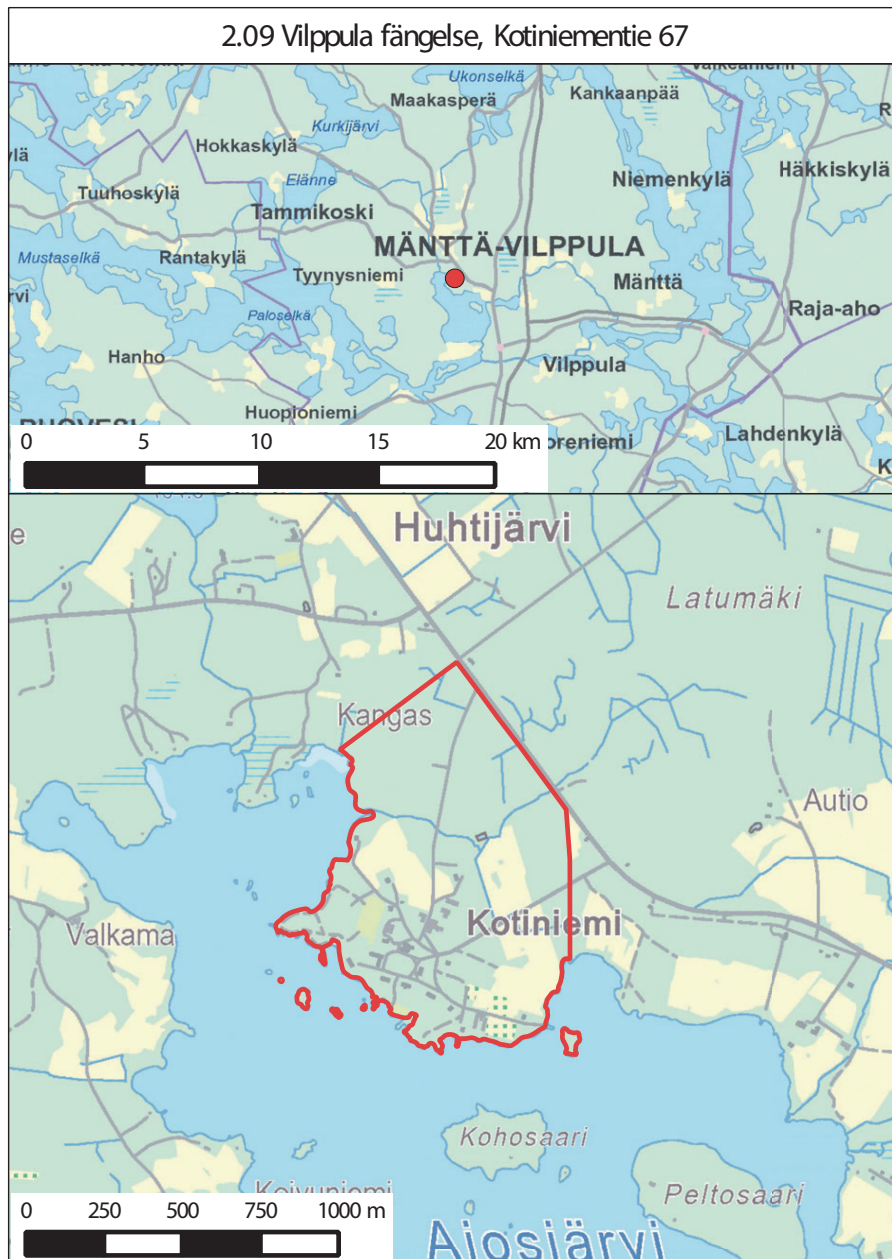 2.09 Vilppula fängelse, Kotiniementie 67
Ukonselkä
Maakasperä
Kankaanpää
Kurkijärvi
Hokkaskylä
Häkkiskylä
Niemenkylä
Elänne
Tuuhoskylä
Tammikoski
MÄNTTÄ-VILPPULA
Mustaselkä
Rantakylä
Tyynysniemi
Mänttä
Raja-aho
Paloselkä
Hanho
Vilppula
Huopioniemi
Lahdenkylä
0 5 10 15 20 km
Huhtijärvi
Latumäki
Kangas
Autio
Kotiniemi
Valkama
Kohosaari
Peltosaari
Koivuniemi
Ajosjärvi
0 250 500 750 1000 m